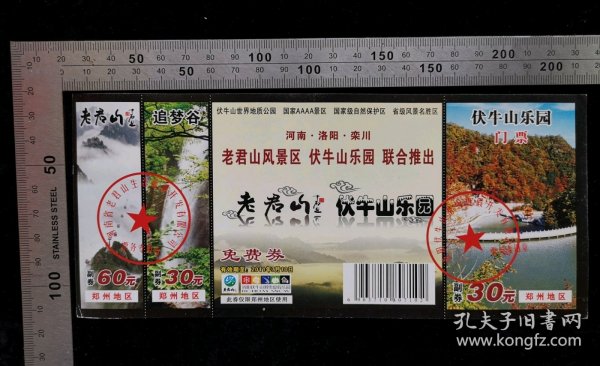 老君山
副券
60元
郑州地区
追梦谷
副券
30元
郑州地区
伏牛山世界地质公园 国家AAAA景区 国家级自然保护区 省级风景名胜区
河南·洛阳·栾川
老君山风景区 伏牛山乐园 联合推出
老君山 伏牛山乐园
免费券
此券仅限郑州地区使用
伏牛山乐园
门票
副券
30元
郑州地区
STAINLESS STEEL
50
100
150
200
50
100
150
200
50
100
孔夫子旧书网
www.kongfz.com